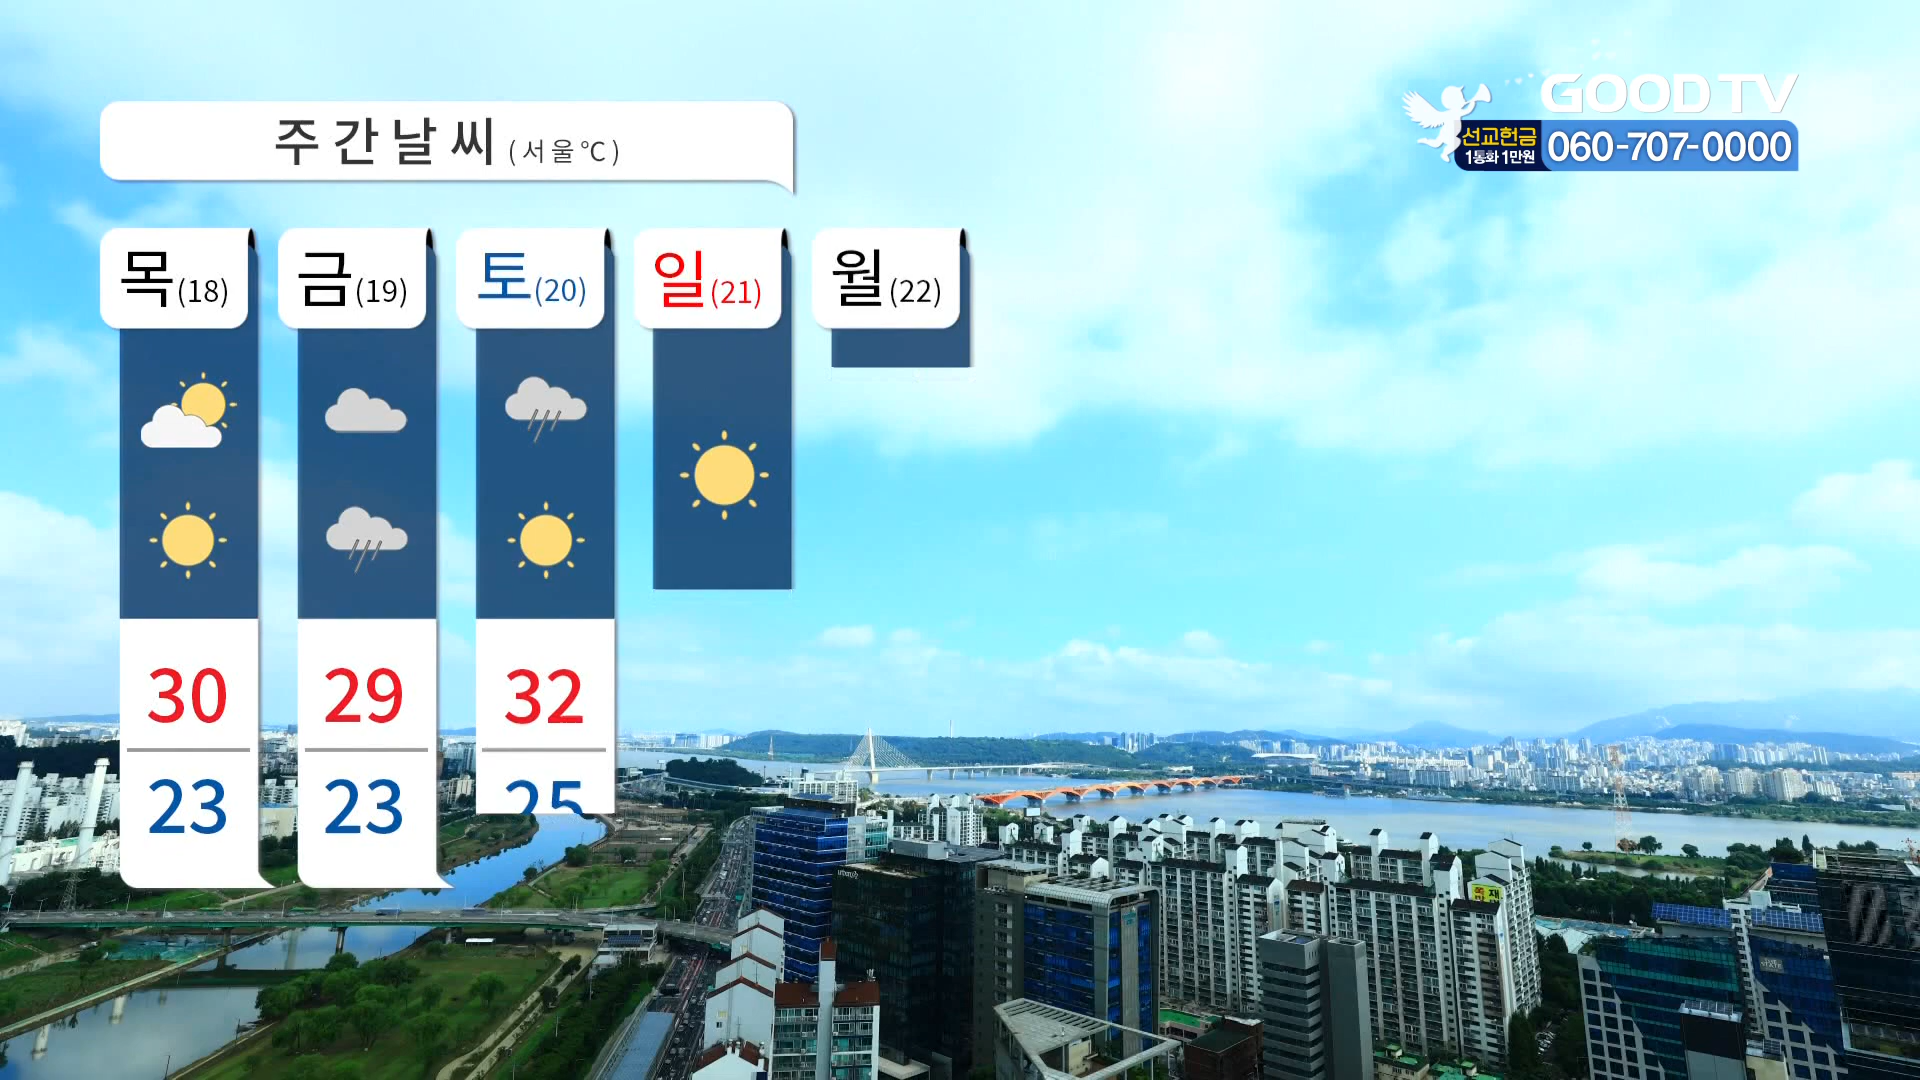 GOOD TV
선교헌금
1통화 1만원
060-707-0000
주간날씨 (서울℃)
목(18) 금(19) 토(20) 일(21) 월(22)
30 29 32
23 23 25